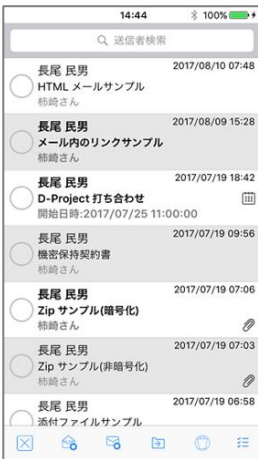 14:44
100%
送信者検索
長尾 民男
2017/08/10 07:48
HTML メールサンプル
柿崎さん
長尾 民男
2017/08/09 15:28
メール内のリンクサンプル
柿崎さん
長尾 民男
2017/07/19 18:42
D-Project 打ち合わせ
開始日時:2017/07/25 11:00:00
長尾 民男
2017/07/19 09:56
機密保持契約書
柿崎さん
長尾 民男
2017/07/19 07:06
Zip サンプル(暗号化)
柿崎さん
長尾 民男
2017/07/19 07:03
Zip サンプル(非暗号化)
柿崎さん
長尾 民男
2017/07/19 06:58
添付ファイルサンプル